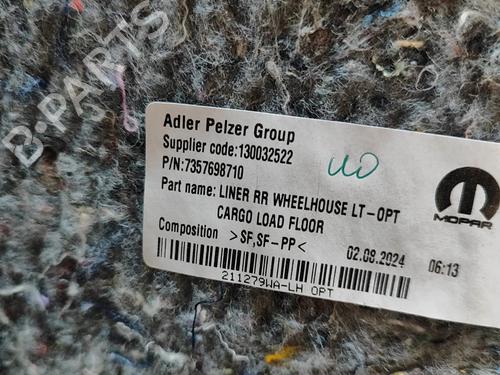 B-PARTS
Adler Pelzer Group
Supplier code:130032522
P/N:7357698710
Part name: LINER RR WHEELHOUSE LT-OPT
CARGO LOAD FLOOR
Composition >SF,SF-PP<
02.08.2024 06:13
211279WA-LH OPT
MOPAR